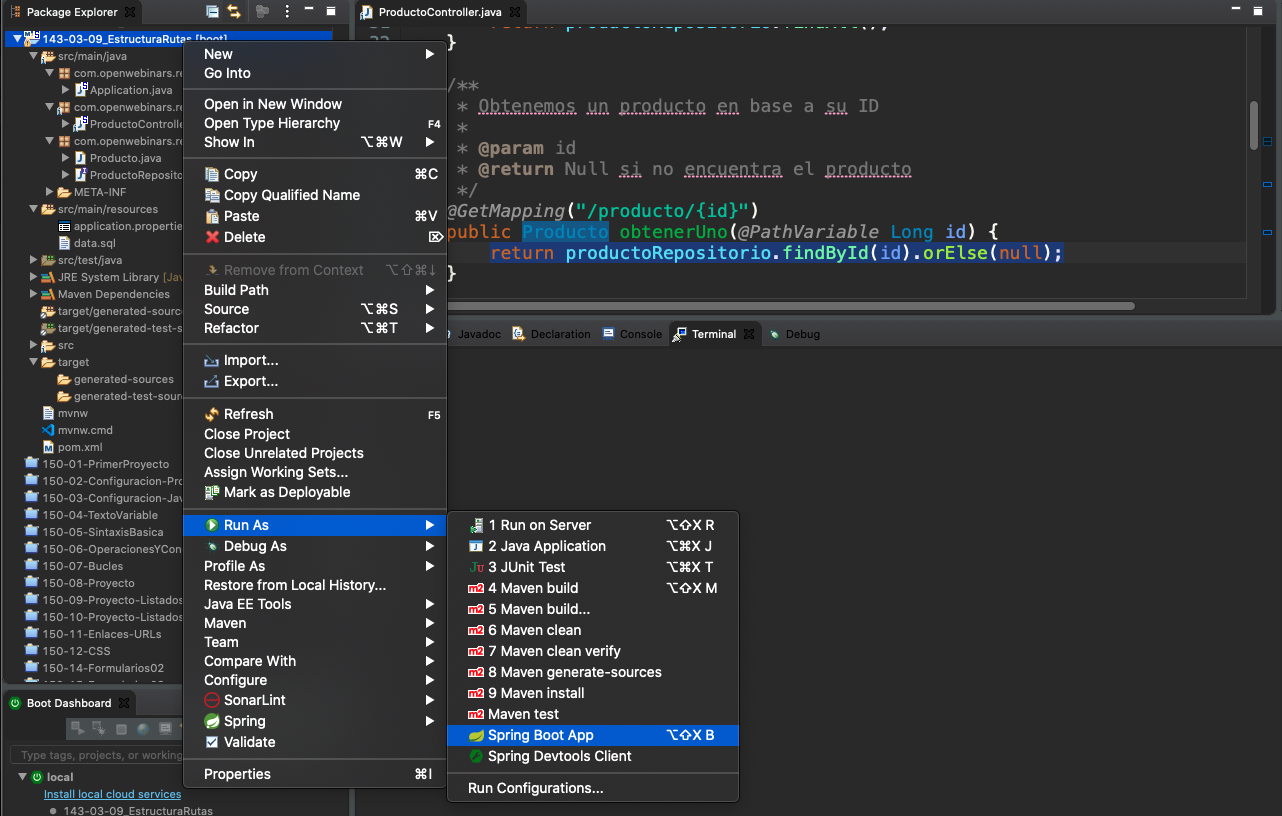 Package Explorer
143-03-09_EstructuraRutas [boot]
src/main/java
com.openwebinars.re
Application.java
com.openwebinars.re
ProductoControlle
com.openwebinars.re
Producto.java
ProductoReposito
META-INF
src/main/resources
application.propertie
data.sql
src/test/java
JRE System Library [Jav
Maven Dependencies
target/generated-sourc
target/generated-test-s
src
target
generated-sources
generated-test-sour
mvnw
mvnw.cmd
pom.xml
150-01-PrimerProyecto
150-02-Configuracion-Pro
150-03-Configuracion-Jav
150-04-TextoVariable
150-05-SintaxisBasica
150-06-OperacionesYCon
150-07-Bucles
150-08-Proyecto
150-09-Proyecto-Listados
150-10-Proyecto-Listados
150-11-Enlaces-URLs
150-12-CSS
150-14-Formularios02
Boot Dashboard
Type tags, projects, or working
local
Install local cloud services
143-03-09_EstructuraRutas
New
Go Into
Open in New Window
Open Type Hierarchy F4
Show In ⌥⌘W
Copy ⌘C
Copy Qualified Name
Paste ⌘V
Delete ⌦
Remove from Context ⌥⇧⌘↓
Build Path
Source ⌥⌘S
Refactor ⌥⌘T
Import...
Export...
Refresh F5
Close Project
Close Unrelated Projects
Assign Working Sets...
Mark as Deployable
Run As
Debug As
Profile As
Restore from Local History...
Java EE Tools
Maven
Team
Compare With
Configure
SonarLint
Spring
Validate
Properties ⌘I
1 Run on Server ⌥⇧X R
2 Java Application ⌥⌘X J
3 JUnit Test ⌥⌘X T
4 Maven build ⌥⇧X M
5 Maven build...
6 Maven clean
7 Maven clean verify
8 Maven generate-sources
9 Maven install
Maven test
Spring Boot App ⌥⇧X B
Spring Devtools Client
Run Configurations...
ProductoController.java
}
/**
* Obtenemos un producto en base a su ID
*
* @param id
* @return Null si no encuentra el producto
*/
@GetMapping("/producto/{id}")
public Producto obtenerUno(@PathVariable Long id) {
return productoRepositorio.findById(id).orElse(null);
}
Javadoc Declaration Console Terminal Debug